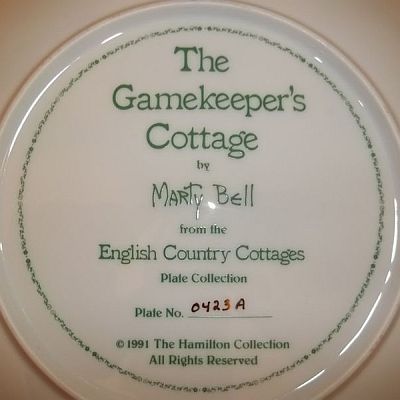 The
Gamekeeper's
Cottage
by
Marty Bell
from the
English Country Cottages
Plate Collection
Plate No. 0423A
© 1991 The Hamilton Collection
All Rights Reserved